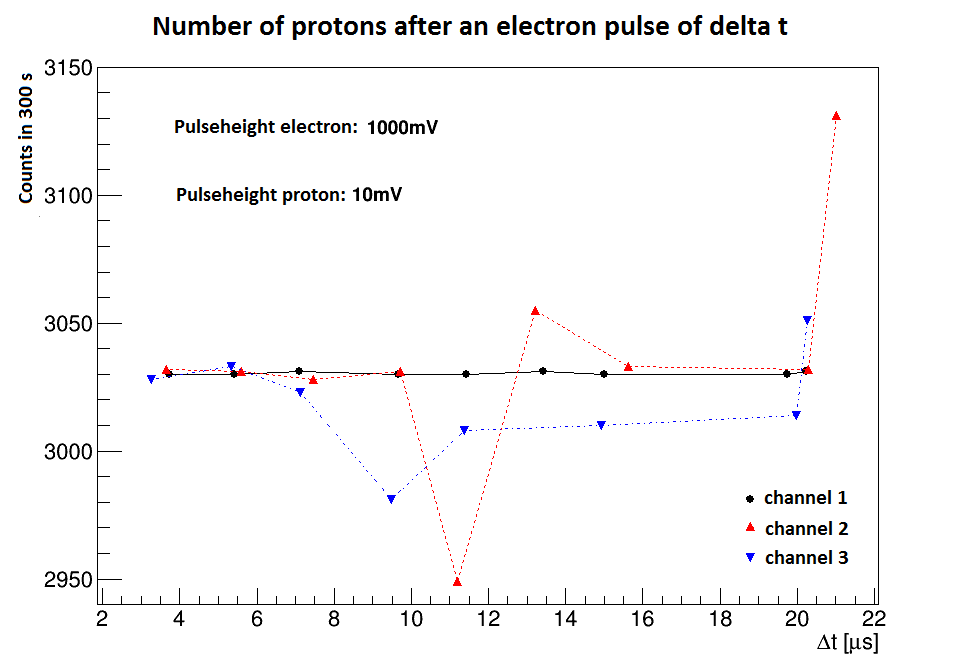 Number of protons after an electron pulse of delta t
Counts in 300 s
3150
3100
3050
3000
2950
Pulseheight electron: 1000mV
Pulseheight proton: 10mV
channel 1
channel 2
channel 3
2 4 6 8 10 12 14 16 18 20 22
Δt [µs]